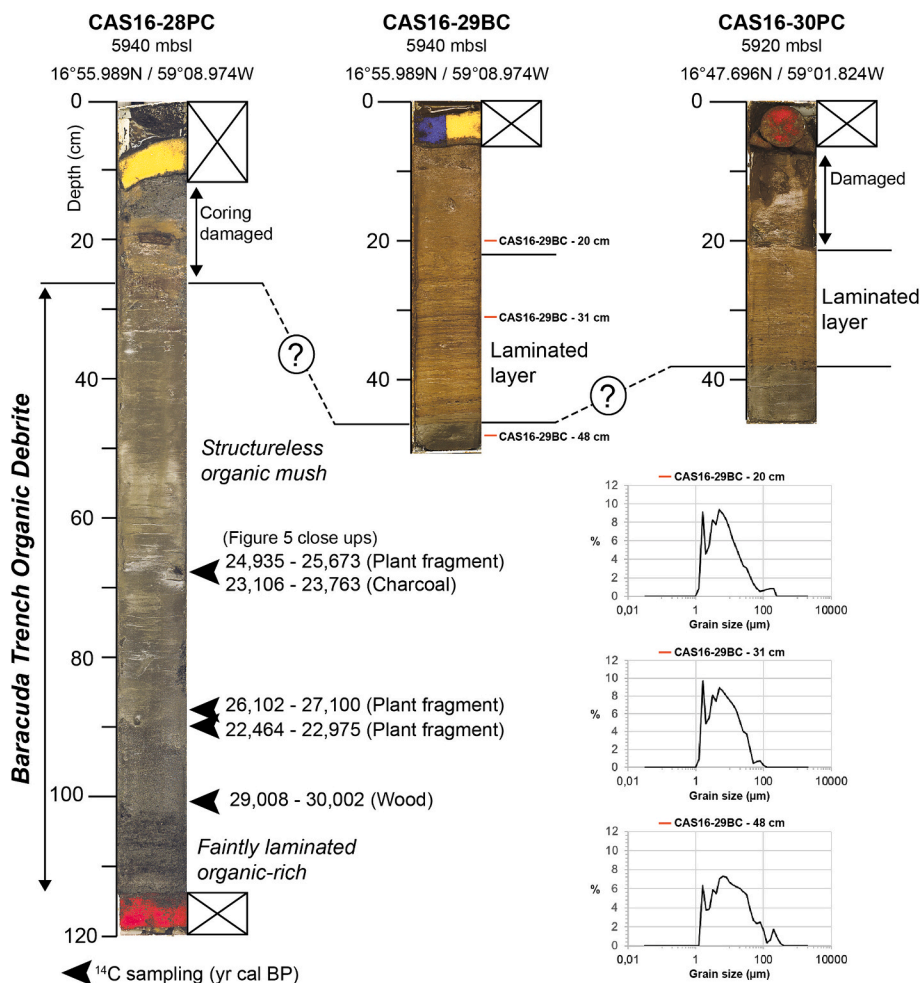 CAS16-28PC
5940 mbsl
16°55.989N / 59°08.974W
CAS16-29BC
5940 mbsl
16°55.989N / 59°08.974W
CAS16-30PC
5920 mbsl
16°47.696N / 59°01.824W
0
20
40
60
80
100
120
Depth (cm)
Coring
damaged
Baracuda Trench Organic Debrite
Structureless
organic mush
(Figure 5 close ups)
24,935 - 25,673 (Plant fragment)
23,106 - 23,763 (Charcoal)
26,102 - 27,100 (Plant fragment)
22,464 - 22,975 (Plant fragment)
29,008 - 30,002 (Wood)
Faintly laminated
organic-rich
¹⁴C sampling (yr cal BP)
?
0
20
40
CAS16-29BC - 20 cm
CAS16-29BC - 31 cm
Laminated
layer
CAS16-29BC - 48 cm
?
0
20
40
Damaged
Laminated
layer
CAS16-29BC - 20 cm
12
10
8
6
4
2
0
%
0,01
1
100
10000
Grain size (µm)
CAS16-29BC - 31 cm
12
10
8
6
4
2
0
%
0,01
1
100
10000
Grain size (µm)
CAS16-29BC - 48 cm
12
10
8
6
4
2
0
%
0,01
1
100
10000
Grain size (µm)